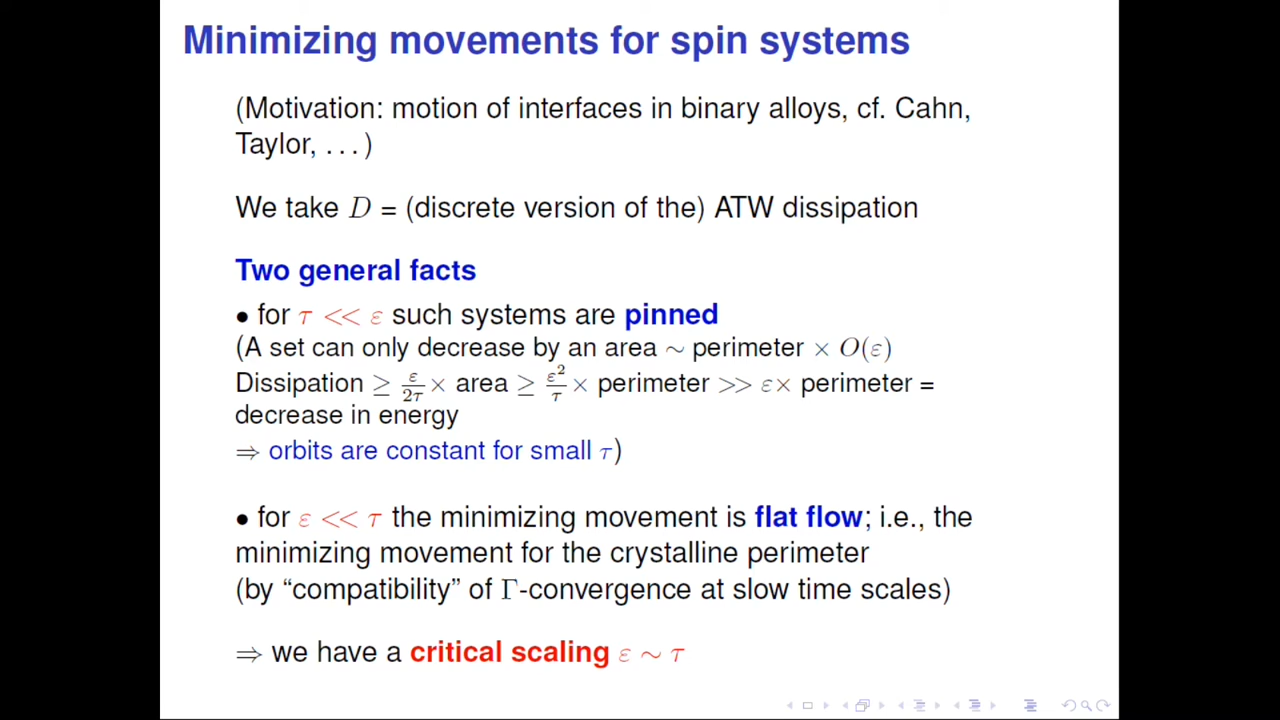 Minimizing movements for spin systems
(Motivation: motion of interfaces in binary alloys, cf. Cahn,
Taylor, . . . )
We take D = (discrete version of the) ATW dissipation
Two general facts
• for τ << ε such systems are pinned
(A set can only decrease by an area ∼ perimeter × O(ε)
Dissipation ≥ ε/2τ × area ≥ ε²/τ × perimeter >> ε× perimeter =
decrease in energy
⇒ orbits are constant for small τ)
• for ε << τ the minimizing movement is flat flow; i.e., the
minimizing movement for the crystalline perimeter
(by “compatibility” of Γ-convergence at slow time scales)
⇒ we have a critical scaling ε ∼ τ